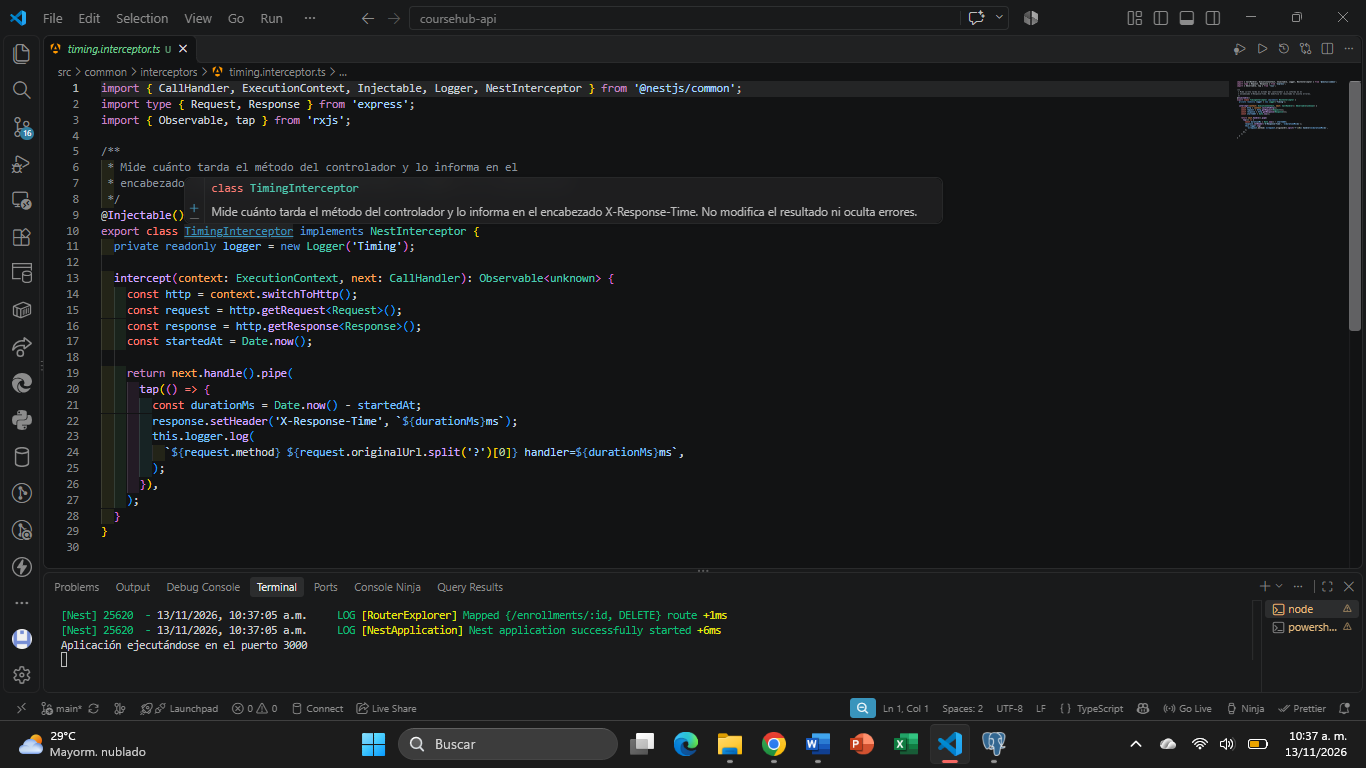 File Edit Selection View Go Run ···
coursehub-api
timing.interceptor.ts U
src > common > interceptors > timing.interceptor.ts > ...
1 import { CallHandler, ExecutionContext, Injectable, Logger, NestInterceptor } from '@nestjs/common';
2 import type { Request, Response } from 'express';
3 import { Observable, tap } from 'rxjs';
4
5 /**
6 * Mide cuánto tarda el método del controlador y lo informa en el
7 * encabezado
class TimingInterceptor
8 */
Mide cuánto tarda el método del controlador y lo informa en el encabezado X-Response-Time. No modifica el resultado ni oculta errores.
9 @Injectable()
10 export class TimingInterceptor implements NestInterceptor {
11 private readonly logger = new Logger('Timing');
12
13 intercept(context: ExecutionContext, next: CallHandler): Observable<unknown> {
14 const http = context.switchToHttp();
15 const request = http.getRequest<Request>();
16 const response = http.getResponse<Response>();
17 const startedAt = Date.now();
18
19 return next.handle().pipe(
20 tap(() => {
21 const durationMs = Date.now() - startedAt;
22 response.setHeader('X-Response-Time', `${durationMs}ms`);
23 this.logger.log(
24 `${request.method} ${request.originalUrl.split('?')[0]} handler=${durationMs}ms`,
25 );
26 }),
27 );
28 }
29 }
30
Problems Output Debug Console Terminal Ports Console Ninja Query Results
[Nest] 25620 - 13/11/2026, 10:37:05 a.m. LOG [RouterExplorer] Mapped {/enrollments/:id, DELETE} route +1ms
[Nest] 25620 - 13/11/2026, 10:37:05 a.m. LOG [NestApplication] Nest application successfully started +6ms
Aplicación ejecutándose en el puerto 3000
node
powersh...
16
main* Launchpad 0 0 Connect Live Share Ln 1, Col 1 Spaces: 2 UTF-8 LF { } TypeScript Go Live Ninja Prettier
29°C
Mayorm. nublado
Buscar
10:37 a. m.
13/11/2026